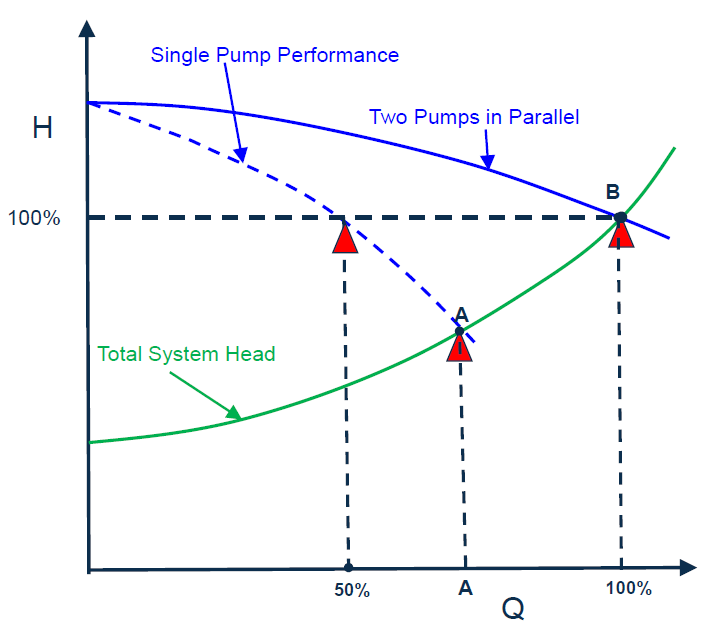 Single Pump Performance
Two Pumps in Parallel
H
B
100%
A
Total System Head
50%
A
100%
Q